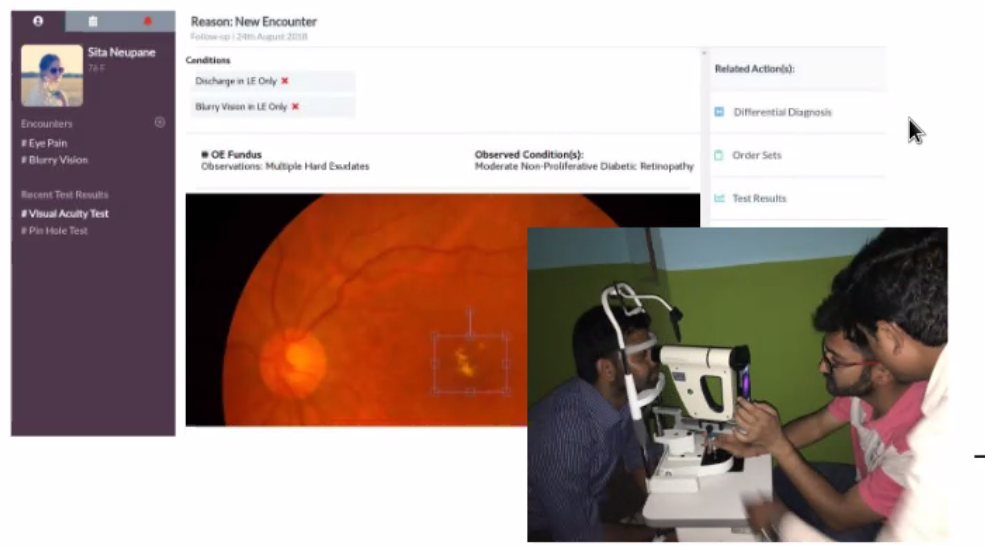 Sita Neupane
76 F
Encounters
# Eye Pain
# Blurry Vision
Recent Test Results
# Visual Acuity Test
# Pin Hole Test
Reason: New Encounter
Follow up | 24th August 2018
Conditions
Discharge in LE Only ✖
Blurry Vision in LE Only ✖
OE Fundus
Observations: Multiple Hard Exudates
Observed Condition(s):
Moderate Non-Proliferative Diabetic Retinopathy
Related Action(s):
Differential Diagnosis
Order Sets
Test Results